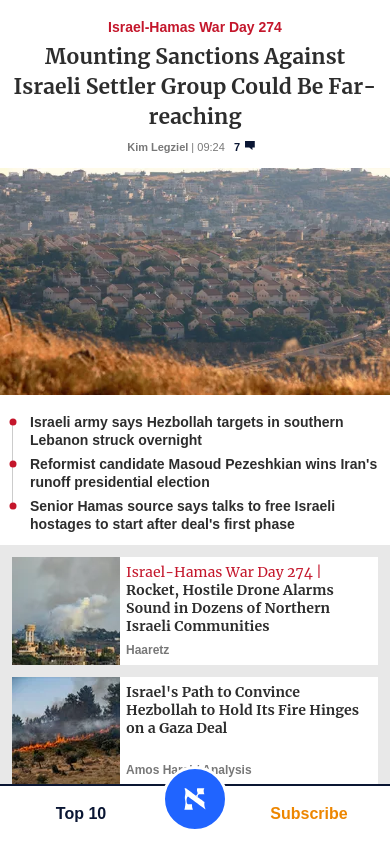 Israel-Hamas War Day 274
Mounting Sanctions Against
Israeli Settler Group Could Be Far-
reaching
Kim Legziel | 09:24 7
Israeli army says Hezbollah targets in southern
Lebanon struck overnight
Reformist candidate Masoud Pezeshkian wins Iran's
runoff presidential election
Senior Hamas source says talks to free Israeli
hostages to start after deal's first phase
Israel-Hamas War Day 274 |
Rocket, Hostile Drone Alarms
Sound in Dozens of Northern
Israeli Communities
Haaretz
Israel's Path to Convince
Hezbollah to Hold Its Fire Hinges
on a Gaza Deal
Amos Analysis
Top 10
א
Subscribe